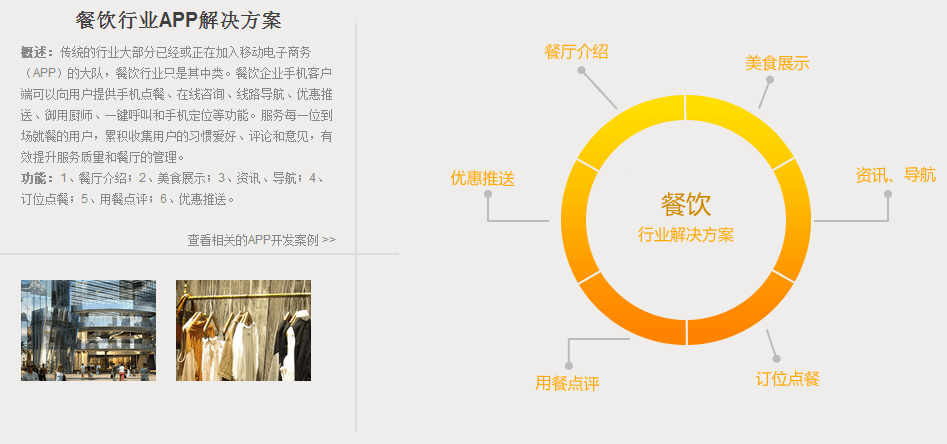 餐饮行业APP解决方案
概述：传统的行业大部分已经或正在加入移动电子商务
（APP）的大队，餐饮行业只是其中类。餐饮企业手机客户
端可以向用户提供手机点餐、在线咨询、线路导航、优惠推
送、御用厨师、一键呼叫和手机定位等功能。服务每一位到
场就餐的用户，累积收集用户的习惯爱好、评论和意见，有
效提升服务质量和餐厅的管理。
功能：1、餐厅介绍；2、美食展示；3、资讯、导航；4、
订位点餐；5、用餐点评；6、优惠推送。
查看相关的APP开发案例 >>
餐厅介绍
美食展示
优惠推送
资讯、导航
餐饮
行业解决方案
用餐点评
订位点餐